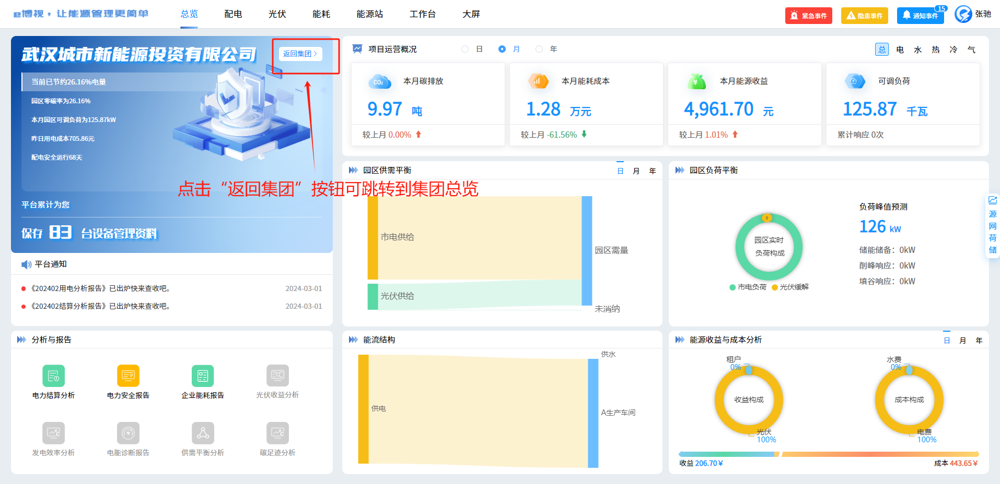 e博视,让能源管理更简单
总览
配电
光伏
能耗
能源站
工作台
大屏
紧急事件
隐患事件
通知事件
15
张驰
武汉城市新能源投资有限公司
返回集团 >
当前已节约26.16%电量
园区零碳率为26.16%
本月园区可调负荷为125.87kW
昨日用电成本705.86元
配电安全运行68天
点击“返回集团”按钮可跳转到集团总览
平台累计为您
保存 83 台设备管理资料
平台通知
《202402用电分析报告》已出炉快来查收吧。 2024-03-01
《202402结算分析报告》已出炉快来查收吧。 2024-03-01
分析与报告
电力结算分析
电力安全报告
企业能耗报告
光伏收益分析
发电效率分析
电能诊断报告
供需平衡分析
碳足迹分析
项目运营概况
日
月
年
总 电 水 热 冷 气
CO₂
本月碳排放
9.97 吨
较上月 0.00%
本月能耗成本
1.28 万元
较上月 -61.56%
¥
本月能源收益
4,961.70 元
较上月 1.01%
可调负荷
125.87 千瓦
累计响应 0次
园区供需平衡
日 月 年
市电供给
光伏供给
园区需量
未消纳
园区负荷平衡
0
园区实时
负荷构成
市电负荷 光伏缓解
负荷峰值预测
126 kW
储能储备：0kW
削峰响应：0kW
填谷响应：0kW
源
网
荷
储
能流结构
供电
供水
A生产车间
能源收益与成本分析
日 月 年
租户
0%
收益构成
光伏
100%
水费
0%
成本构成
电费
100%
收益 206.70¥
成本 443.65¥